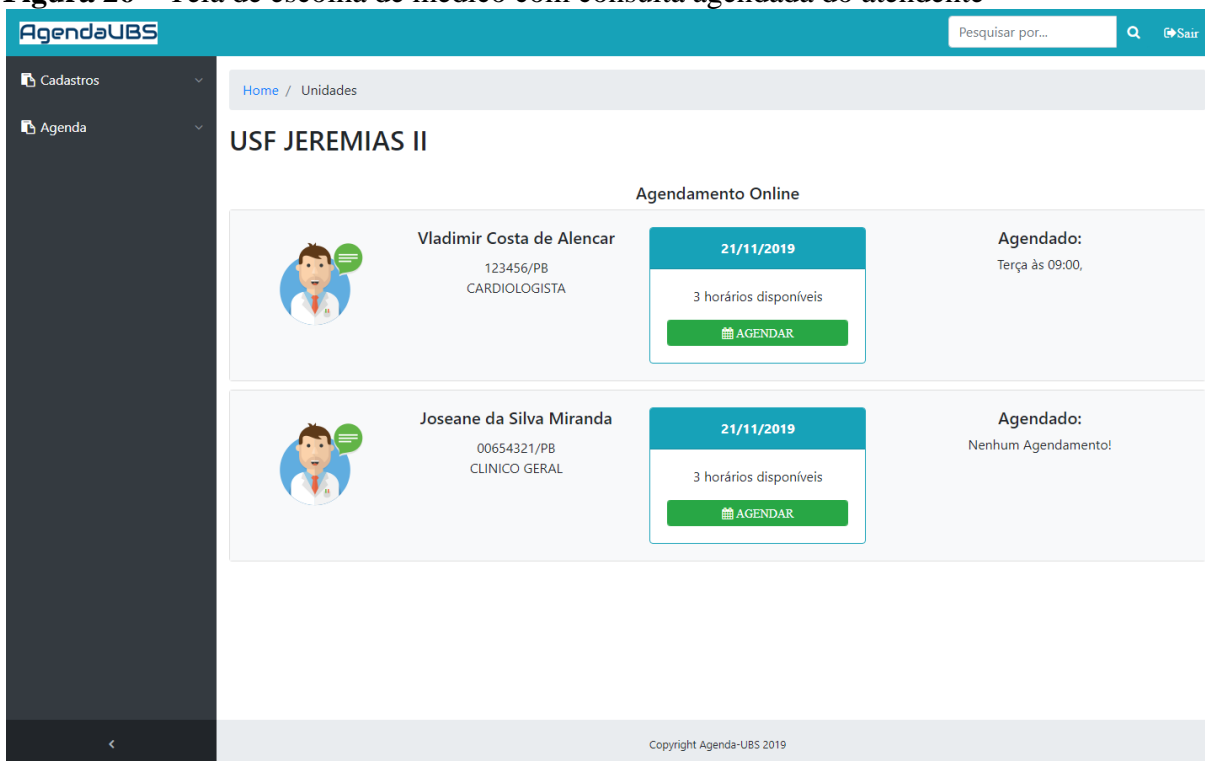 Figura 20 – Tela de escolha de médico com consulta agendada do atendente
AgendaUBS
Pesquisar por...
Sair
Cadastros
Agenda
Home / Unidades
USF JEREMIAS II
Agendamento Online
Vladimir Costa de Alencar
123456/PB
CARDIOLOGISTA
21/11/2019
3 horários disponíveis
AGENDAR
Agendado:
Terça às 09:00,
Joseane da Silva Miranda
00654321/PB
CLINICO GERAL
21/11/2019
3 horários disponíveis
AGENDAR
Agendado:
Nenhum Agendamento!
Copyright Agenda-UBS 2019